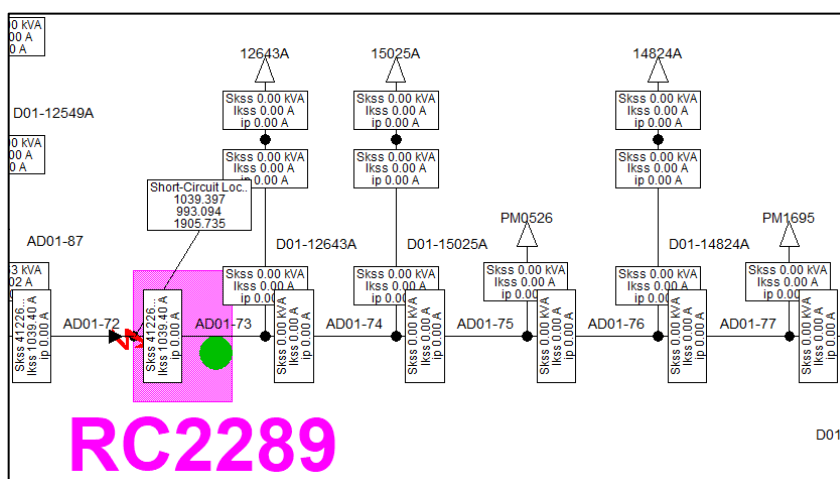 0 kVA
00 A
0 A
12643A
15025A
14824A
Skss 0.00 kVA
Ikss 0.00 A
ip 0.00 A
Skss 0.00 kVA
Ikss 0.00 A
ip 0.00 A
Skss 0.00 kVA
Ikss 0.00 A
ip 0.00 A
D01-12549A
0 kVA
00 A
0 A
Skss 0.00 kVA
Ikss 0.00 A
ip 0.00 A
Skss 0.00 kVA
Ikss 0.00 A
ip 0.00 A
Skss 0.00 kVA
Ikss 0.00 A
ip 0.00 A
Short-Circuit Loc..
1039.397
993.094
1905.735
PM0526
PM1695
AD01-87
D01-12643A
D01-15025A
D01-14824A
33 kVA
02 A
Skss 0.00 kVA
Ikss 0.00 A
Skss 0.00 kVA
Ikss 0.00 A
Skss 0.00 kVA
Ikss 0.00 A
Skss 0.00 kVA
Ikss 0.00 A
Skss 0.00 kVA
Ikss 0.00 A
Skss 41226...
Ikss 1039.40 A
ip 0.00 A
AD01-72
Skss 41226...
Ikss 1039.40 A
ip 0.00 A
AD01-73
Skss 0.00 kVA
Ikss 0.00 A
ip 0.00 A
AD01-74
Skss 0.00 kVA
Ikss 0.00 A
ip 0.00 A
AD01-75
Skss 0.00 kVA
Ikss 0.00 A
ip 0.00 A
AD01-76
Skss 0.00 kVA
Ikss 0.00 A
ip 0.00 A
AD01-77
Skss 0.00 kVA
Ikss 0.00 A
ip 0.00 A
RC2289
D01